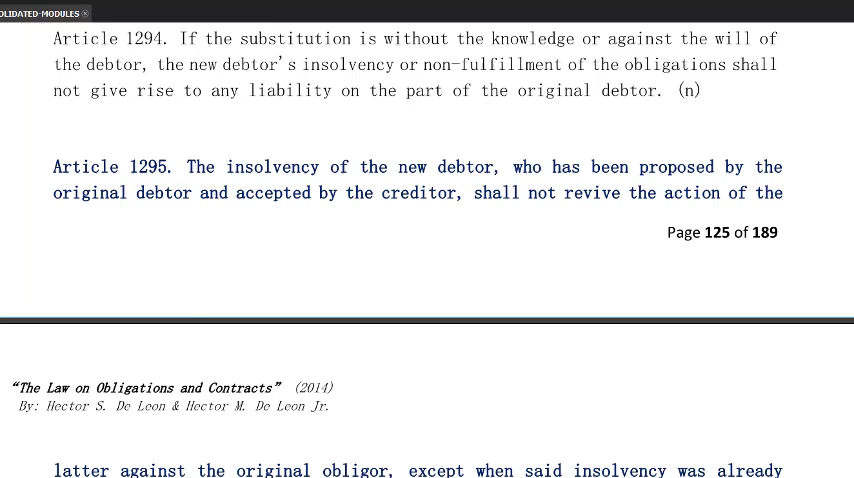 OLIDATED-MODULES
Article 1294. If the substitution is without the knowledge or against the will of
the debtor, the new debtor's insolvency or non-fulfillment of the obligations shall
not give rise to any liability on the part of the original debtor. (n)
Article 1295. The insolvency of the new debtor, who has been proposed by the
original debtor and accepted by the creditor, shall not revive the action of the
Page 125 of 189
“The Law on Obligations and Contracts” (2014)
By: Hector S. De Leon & Hector M. De Leon Jr.
latter against the original obligor, except when said insolvency was already